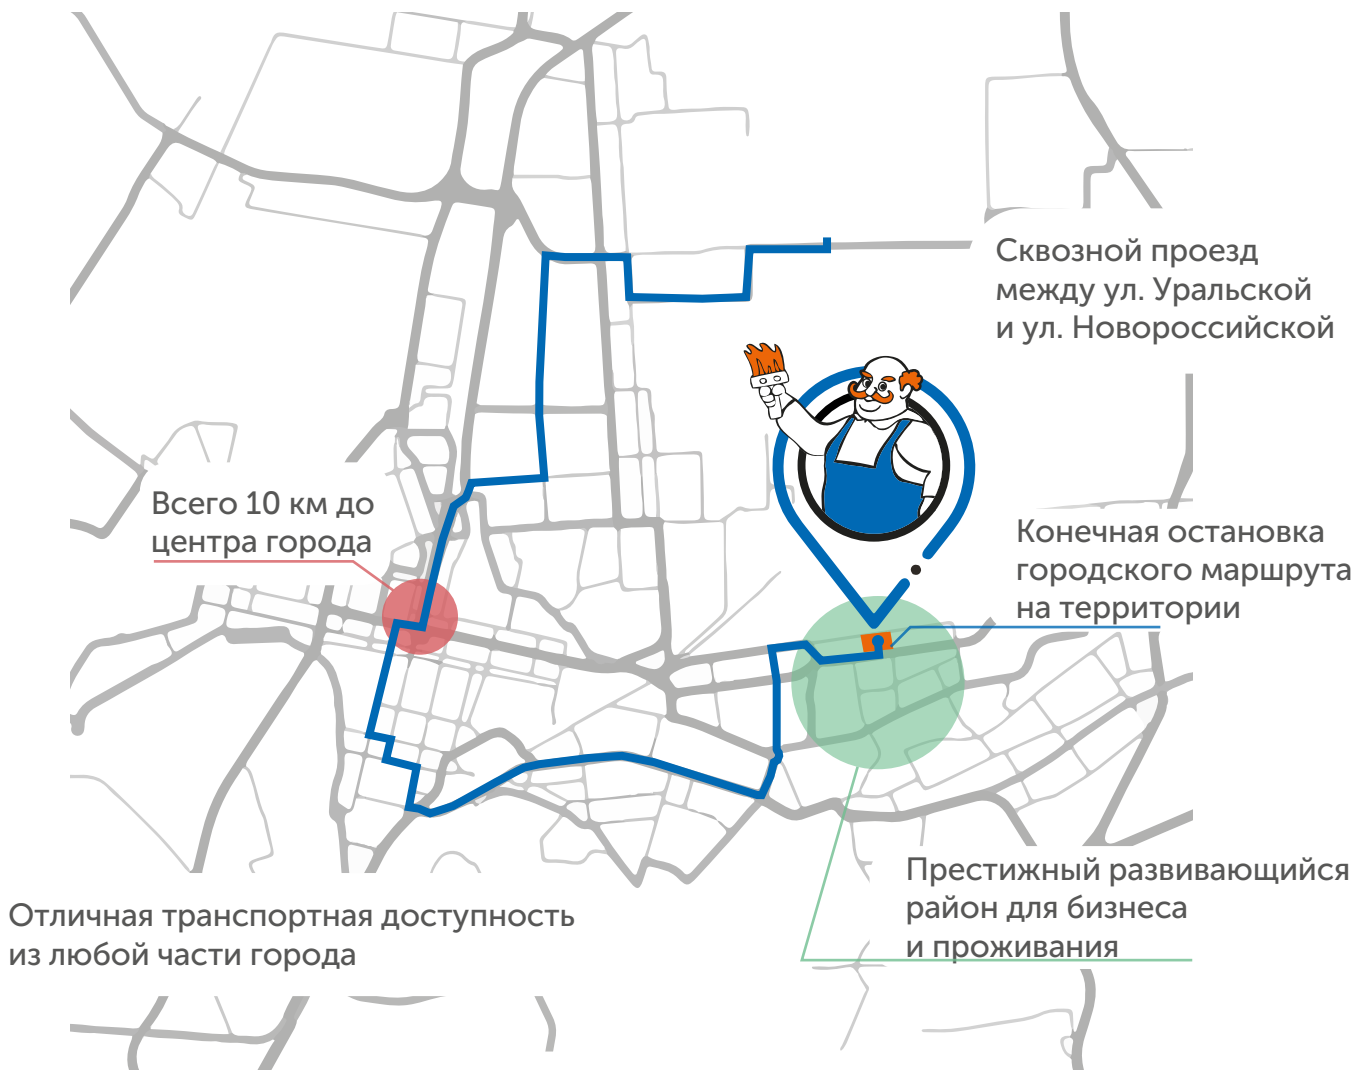 Сквозной проезд
между ул. Уральской
и ул. Новороссийской
Всего 10 км до
центра города
Конечная остановка
городского маршрута
на территории
Престижный развивающийся
район для бизнеса
и проживания
Отличная транспортная доступность
из любой части города